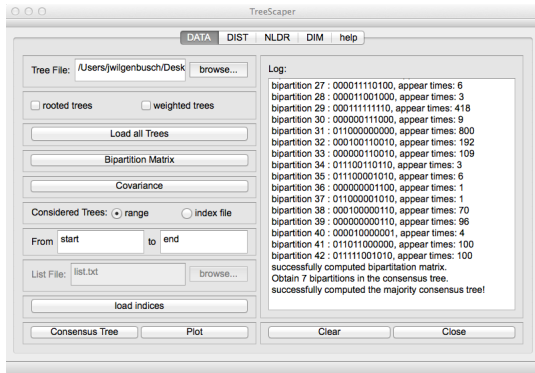 TreeScaper
DATA DIST NLDR DIM help
Tree File: /Users/jwilgenbusch/Desk browse...
rooted trees weighted trees
Load all Trees
Bipartition Matrix
Covariance
Considered Trees: range index file
From start to end
List File: list.txt browse...
load indices
Consensus Tree Plot
Log:
bipartition 27 : 000011110100, appear times: 6
bipartition 28 : 000011001000, appear times: 3
bipartition 29 : 000111111110, appear times: 418
bipartition 30 : 000000111000, appear times: 9
bipartition 31 : 011000000000, appear times: 800
bipartition 32 : 000100110010, appear times: 192
bipartition 33 : 000000110010, appear times: 109
bipartition 34 : 011100110110, appear times: 3
bipartition 35 : 011100001010, appear times: 6
bipartition 36 : 000000001100, appear times: 1
bipartition 37 : 011000001010, appear times: 1
bipartition 38 : 000100000110, appear times: 70
bipartition 39 : 000000000110, appear times: 96
bipartition 40 : 000010000001, appear times: 4
bipartition 41 : 011011000000, appear times: 100
bipartition 42 : 011111001010, appear times: 100
successfully computed bipartitation matrix.
Obtain 7 bipartitions in the consensus tree.
successfully computed the majority consensus tree!
Clear Close